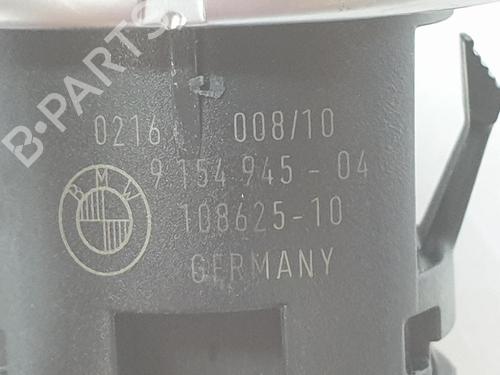 B-PARTS
0216 008/10
BMW
9 154 945 - 04
108625-10
GERMANY